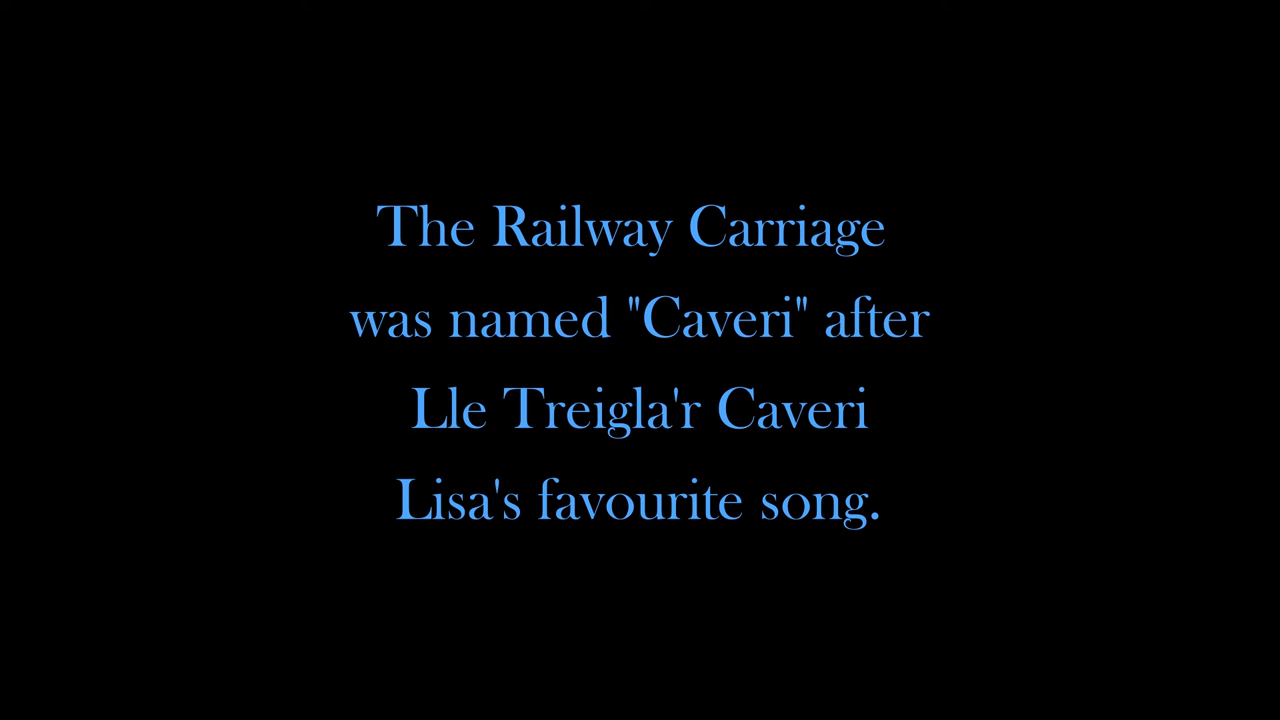 The Railway Carriage
was named "Caveri" after
Lle Treigla'r Caveri
Lisa's favourite song.